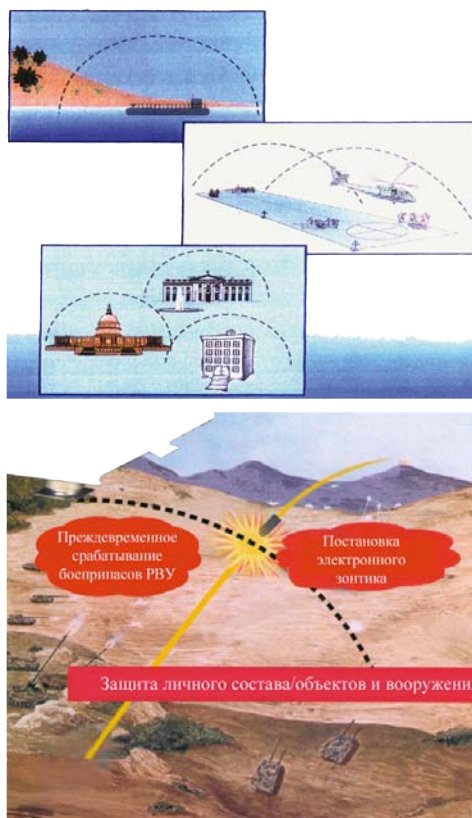 Преждевременное
срабатывание
боеприпасов РВУ
Постановка
электронного
зонтика
Защита личного состава/объектов и вооружени